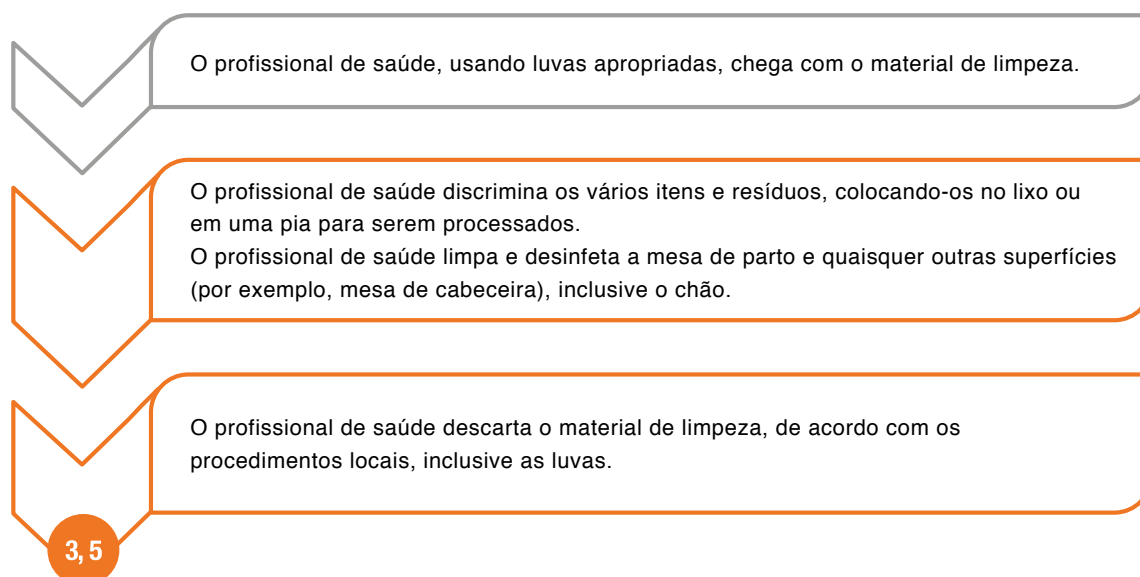 O profissional de saúde, usando luvas apropriadas, chega com o material de limpeza.
O profissional de saúde discrimina os vários itens e resíduos, colocando-os no lixo ou
em uma pia para serem processados.
O profissional de saúde limpa e desinfeta a mesa de parto e quaisquer outras superfícies
(por exemplo, mesa de cabeceira), inclusive o chão.
O profissional de saúde descarta o material de limpeza, de acordo com os
procedimentos locais, inclusive as luvas.
3, 5